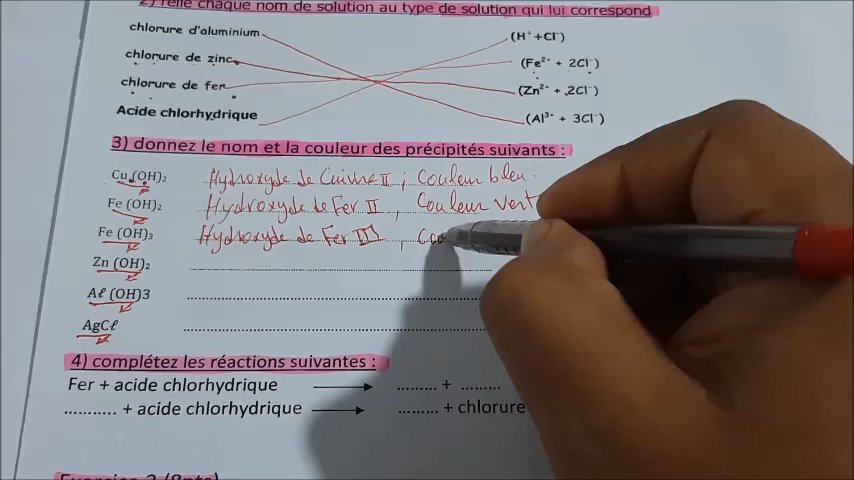 2) relie chaque nom de solution au type de solution qui lui correspond
chlorure d'aluminium (H⁺+Cl⁻)
chlorure de zinc (Fe²⁺ + 2Cl⁻)
chlorure de fer (Zn²⁺ + 2Cl⁻)
Acide chlorhydrique (Al³⁺ + 3Cl⁻)
3) donnez le nom et la couleur des précipités suivants :
Cu (OH)₂ Hydroxyde de Cuivre II ; Couleur bleu
Fe (OH)₂ Hydroxyde de Fer II , Couleur vert
Fe (OH)₃ Hydroxyde de Fer III , Cou
Zn (OH)₂
Aℓ (OH)3
AgCℓ
4) complétez les réactions suivantes :
Fer + acide chlorhydrique → ......... + .........
........... + acide chlorhydrique → ......... + chlorure
Exercice 2 (8pts)